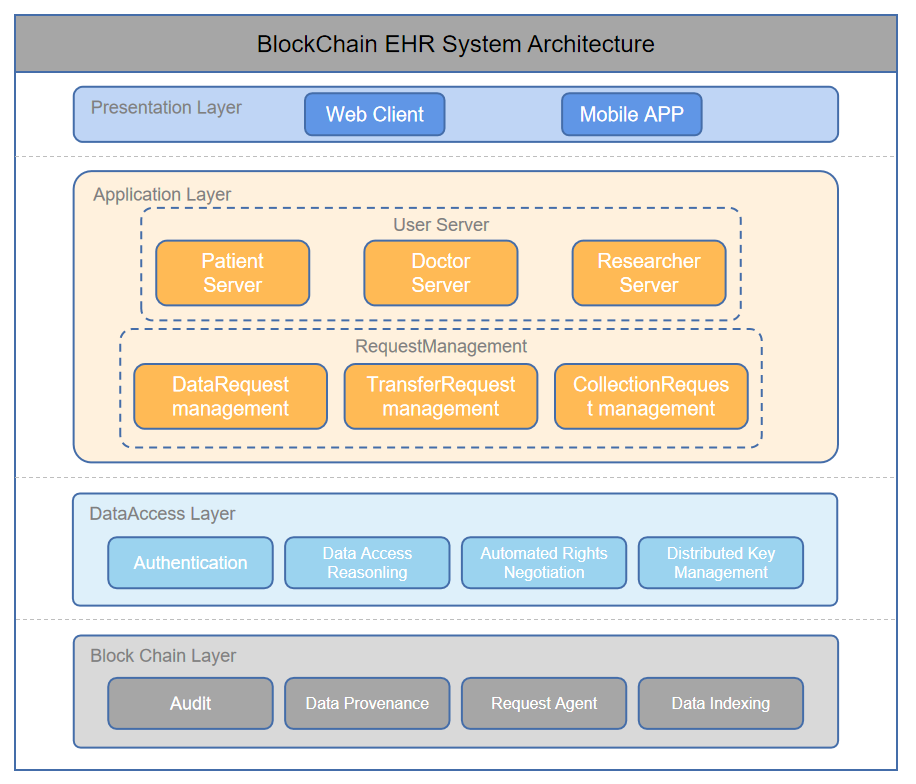 BlockChain EHR System Architecture
Presentation Layer
Web Client
Mobile APP
Application Layer
User Server
Patient
Server
Doctor
Server
Researcher
Server
RequestManagement
DataRequest
management
TransferRequest
management
CollectionReques
t management
DataAccess Layer
Authentication
Data Access
Reasonling
Automated Rights
Negotiation
Distributed Key
Management
Block Chain Layer
Audit
Data Provenance
Request Agent
Data Indexing